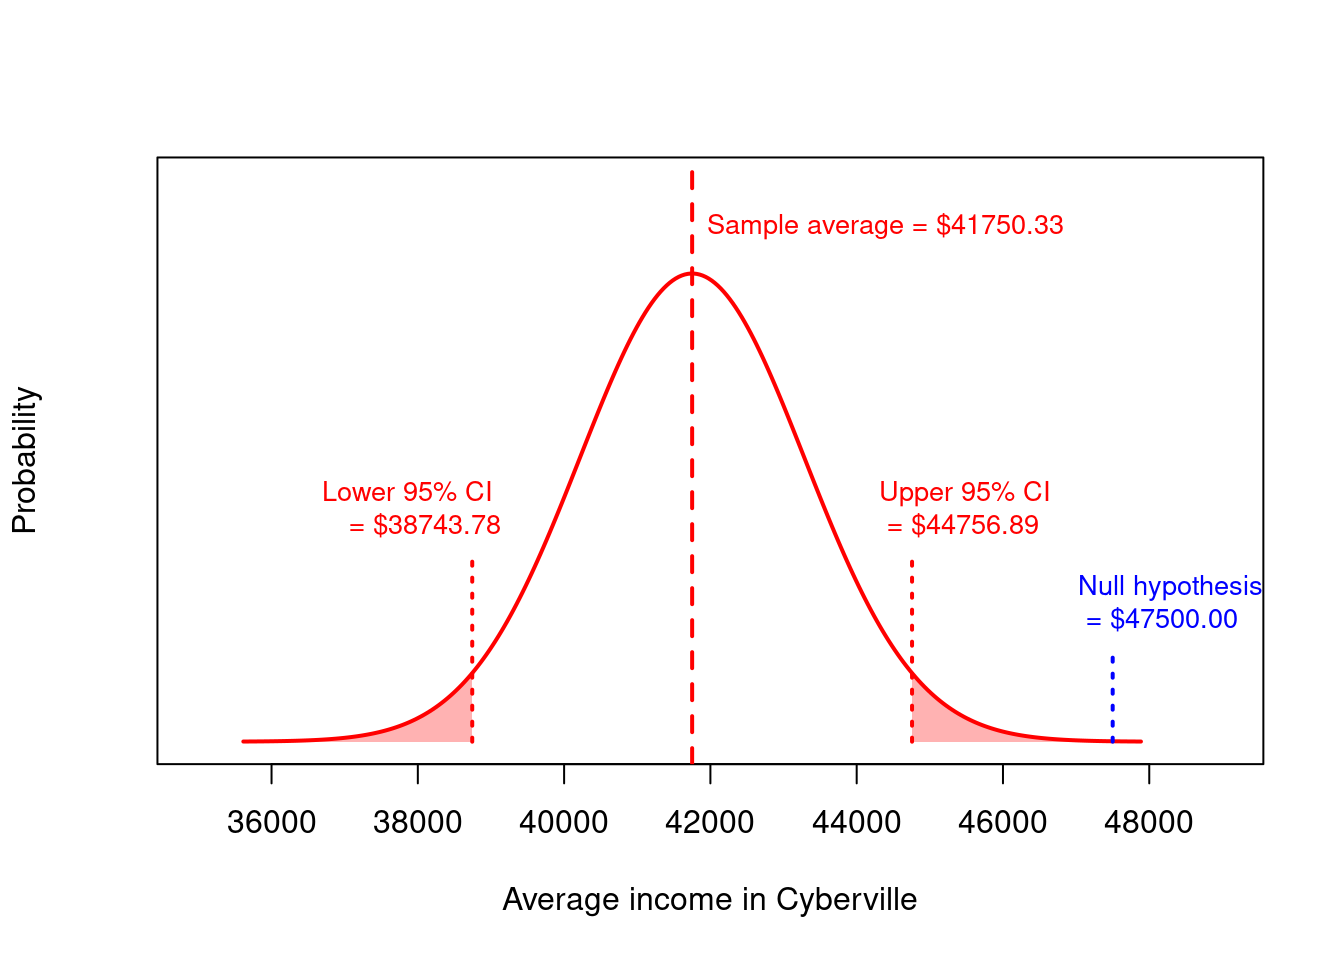 Sample average = $41750.33
Lower 95% CI
= $38743.78
Upper 95% CI
= $44756.89
Null hypothesis
= $47500.00
Probability
36000 38000 40000 42000 44000 46000 48000
Average income in Cyberville